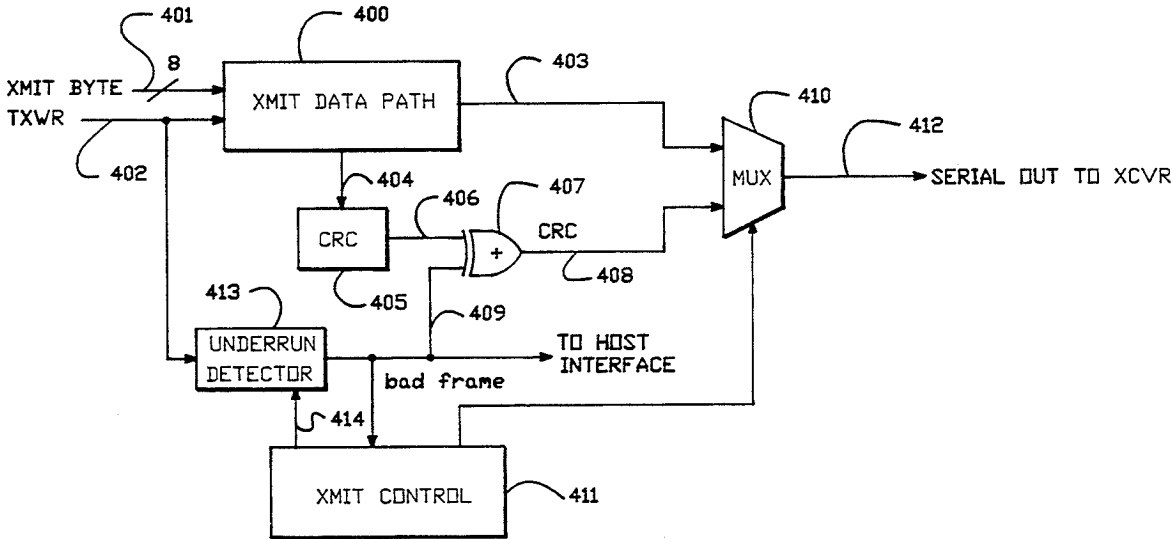 401
400
8
403
XMIT BYTE
XMIT DATA PATH
410
TXWR
412
402
404
MUX
SERIAL OUT TO XCVR
406
407
CRC
CRC
+
408
405
413
409
UNDERRUN
DETECTOR
TO HOST
INTERFACE
bad frame
414
XMIT CONTROL
411